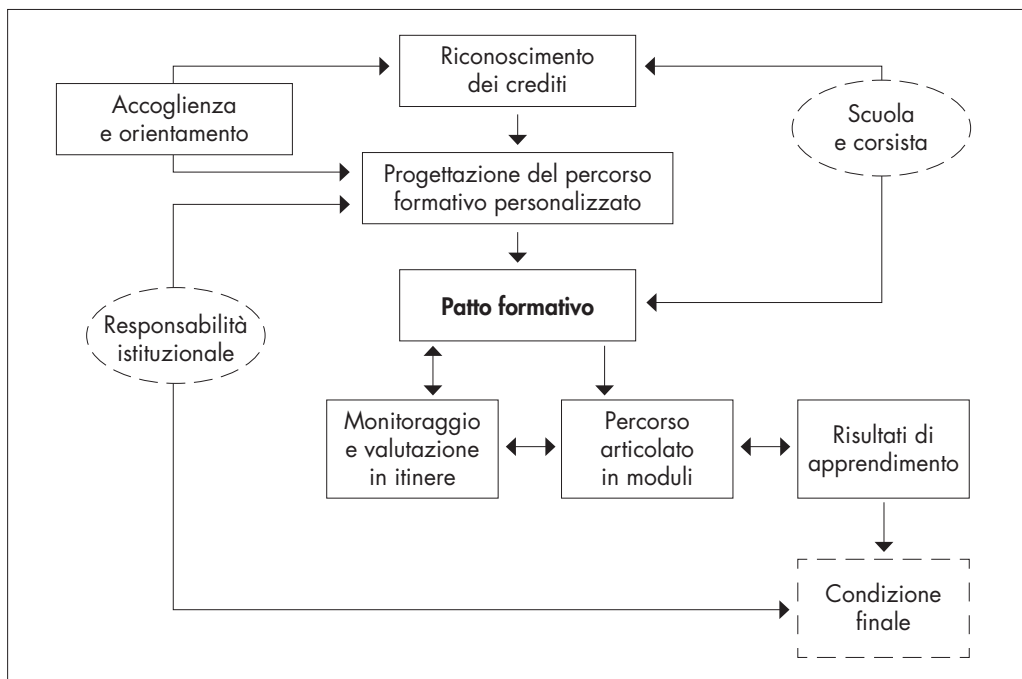 Riconoscimento
dei crediti
Accoglienza
e orientamento
Scuola
e corsista
Progettazione del percorso
formativo personalizzato
Patto formativo
Responsabilità
istituzionale
Monitoraggio
e valutazione
in itinere
Percorso
articolato
in moduli
Risultati di
apprendimento
Condizione
finale